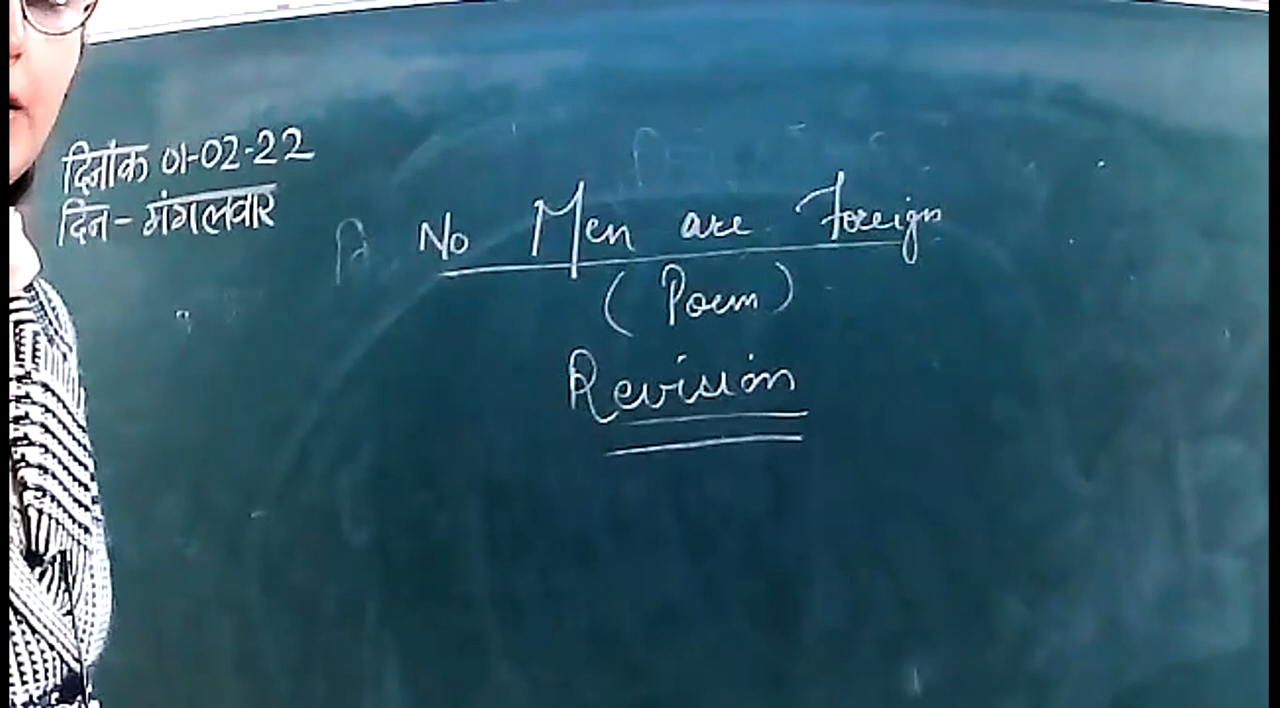 दिनांक 01-02-22
दिन - मंगलवार
No Men are Foreign
(Poem)
Revision